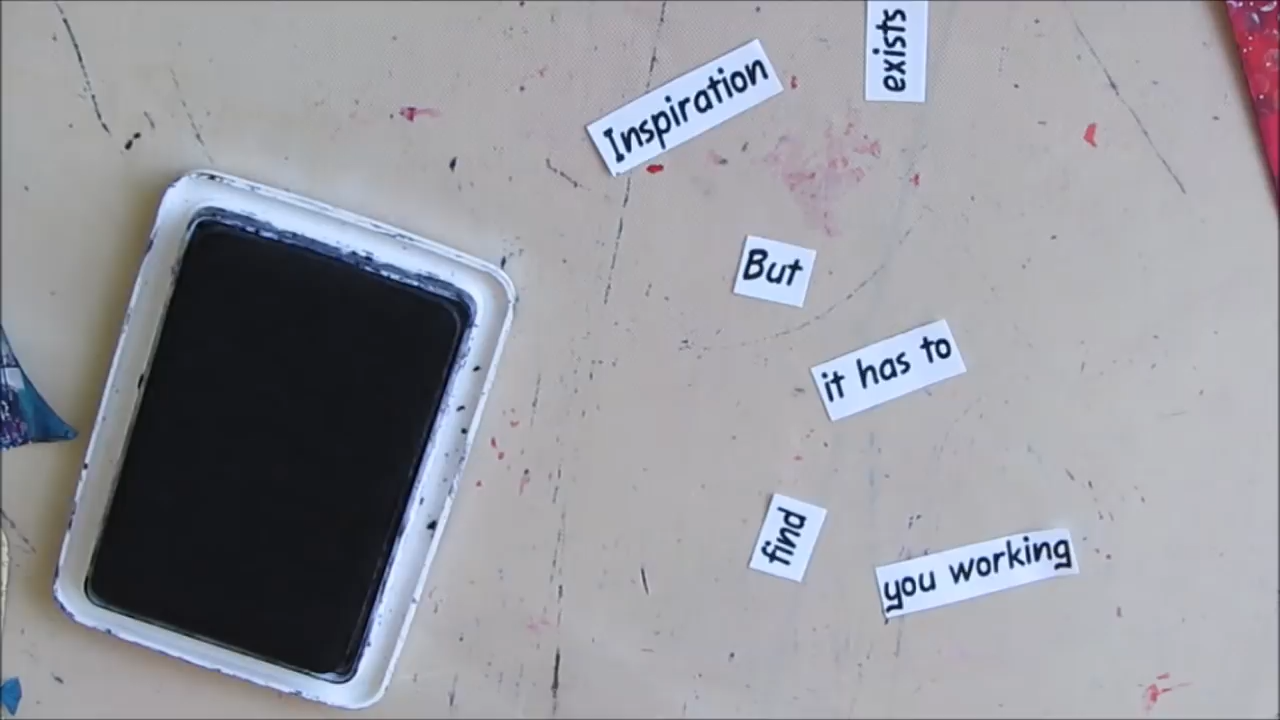 Inspiration
exists
But
it has to
find
you working